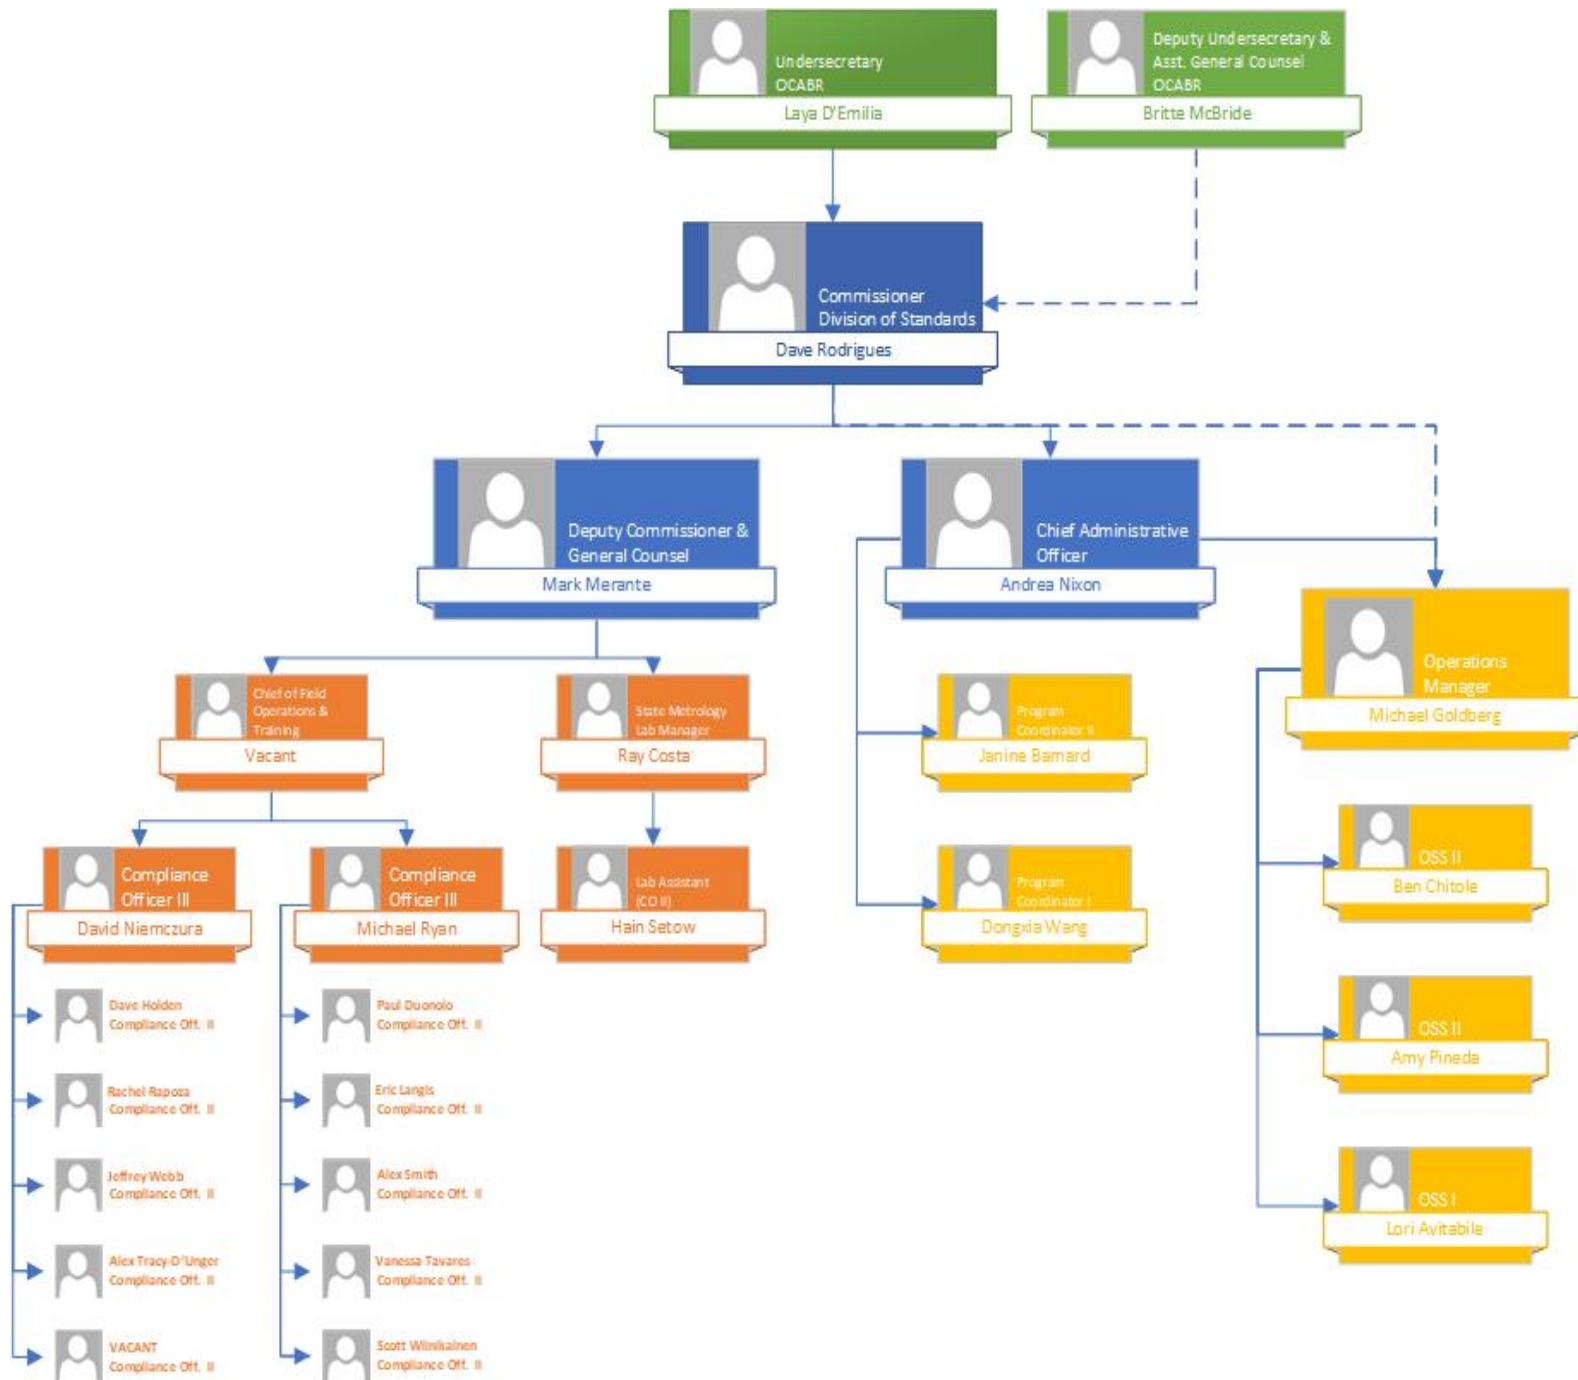 Undersecretary
OCABR
Laya D'Emilia
Deputy Undersecretary &
Asst. General Counsel
OCABR
Britte McBride
Commissioner
Division of Standards
Dave Rodrigues
Deputy Commissioner &
General Counsel
Mark Merante
Chief Administrative
Officer
Andrea Nixon
Operations
Manager
Michael Goldberg
Chief of Field
Operations &
Training
Vacant
State Metrology
Lab Manager
Ray Costa
Program
Coordinator II
Janine Barnard
Compliance
Officer III
David Niemczura
Compliance
Officer III
Michael Ryan
Lab Assistant
(CO II)
Hain Setow
Program
Coordinator I
Dongxia Wang
OSS II
Ben Chitole
OSS II
Amy Pineda
OSS I
Lori Avitabile
Dave Holden
Compliance Off. II
Rachel Rapoza
Compliance Off. II
Jeffrey Webb
Compliance Off. II
Alex Tracy-D'Unger
Compliance Off. II
VACANT
Compliance Off. II
Paul Duonolo
Compliance Off. II
Eric Langis
Compliance Off. II
Alex Smith
Compliance Off. II
Vanessa Tavares
Compliance Off. II
Scott Wiinikainen
Compliance Off. II